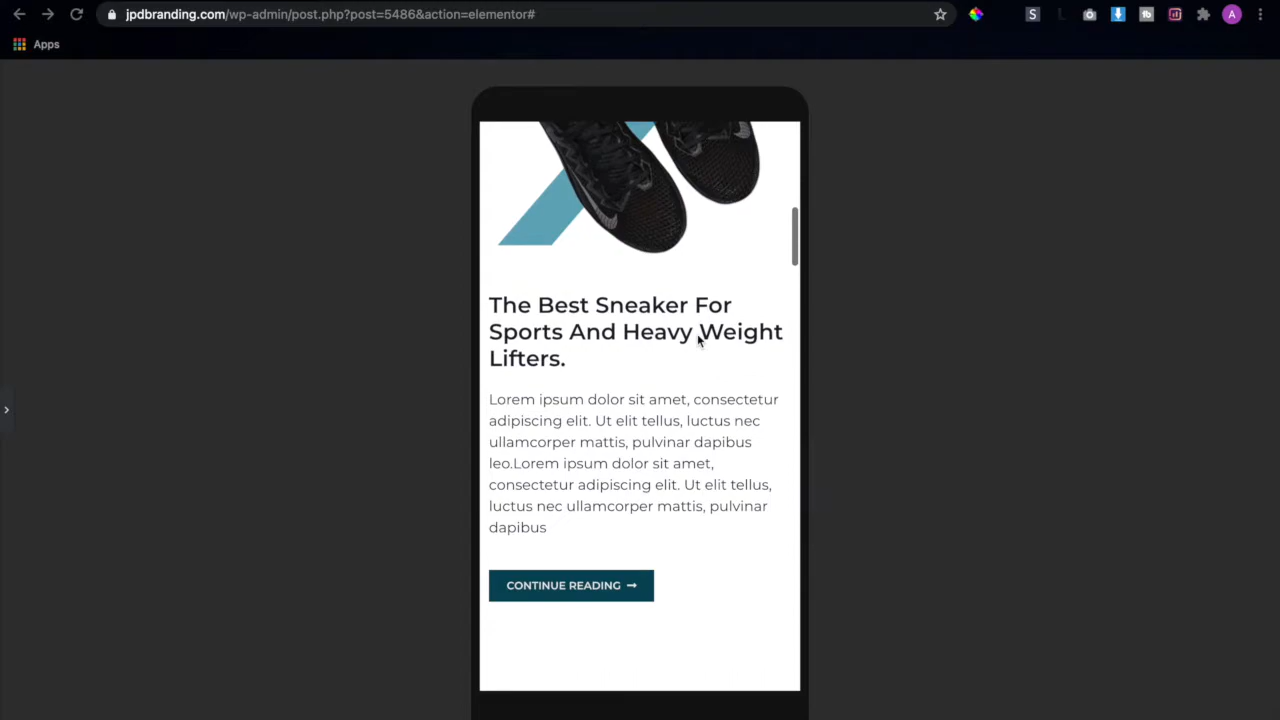 jpdbranding.com/wp-admin/post.php?post=5486&action=elementor#
S
A
Apps
The Best Sneaker For
Sports And Heavy Weight
Lifters.
Lorem ipsum dolor sit amet, consectetur
adipiscing elit. Ut elit tellus, luctus nec
ullamcorper mattis, pulvinar dapibus
leo.Lorem ipsum dolor sit amet,
consectetur adipiscing elit. Ut elit tellus,
luctus nec ullamcorper mattis, pulvinar
dapibus
CONTINUE READING